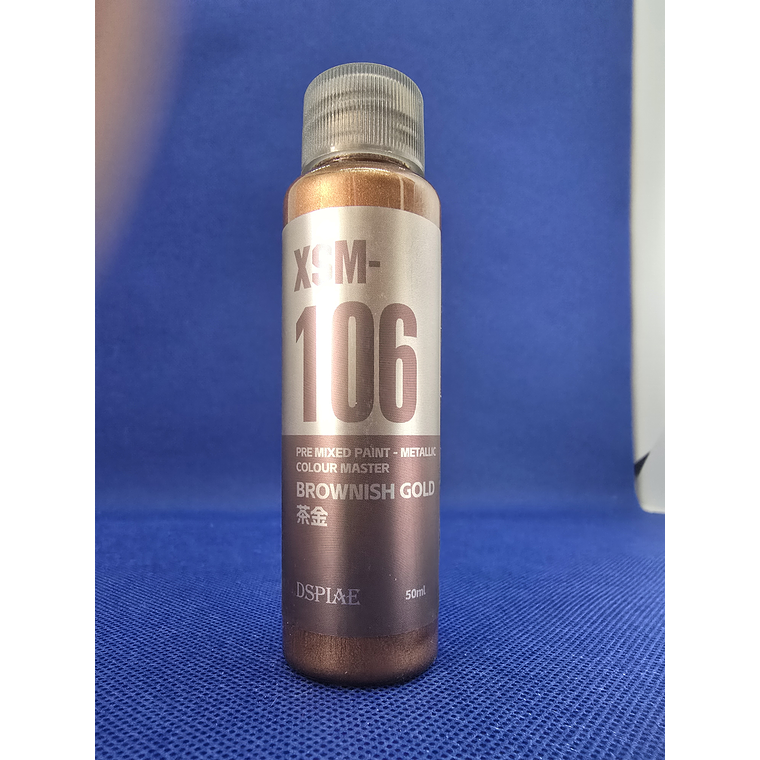 XSM-
106
PRE MIXED PAINT - METALLIC
COLOUR MASTER
BROWNISH GOLD
茶金
DSPIAE
50ml